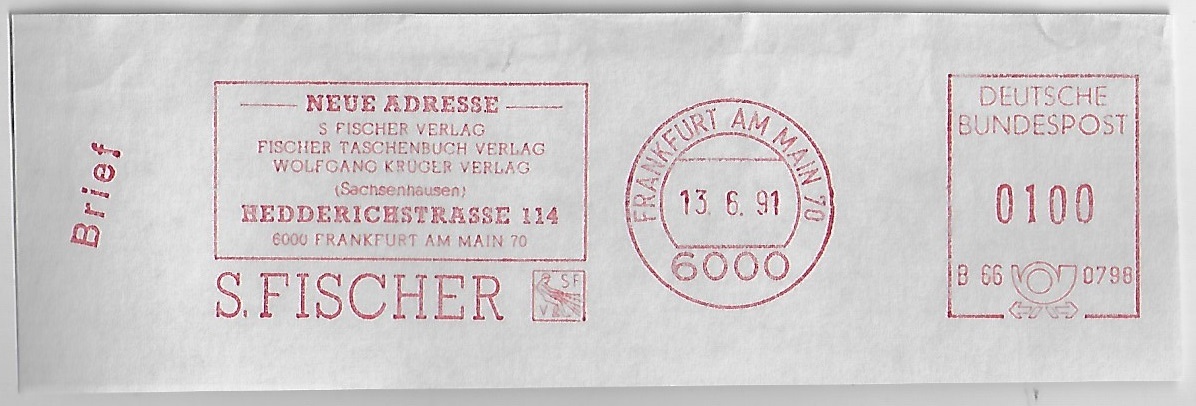 Brief
NEUE ADRESSE
S FISCHER VERLAG
FISCHER TASCHENBUCH VERLAG
WOLFGANG KRÜGER VERLAG
(Sachsenhausen)
HEDDERICHSTRASSE 114
6000 FRANKFURT AM MAIN 70
S. FISCHER
SF
V
FRANKFURT AM MAIN 70
13. 6. 91
6000
DEUTSCHE
BUNDESPOST
0100
B 66 0798